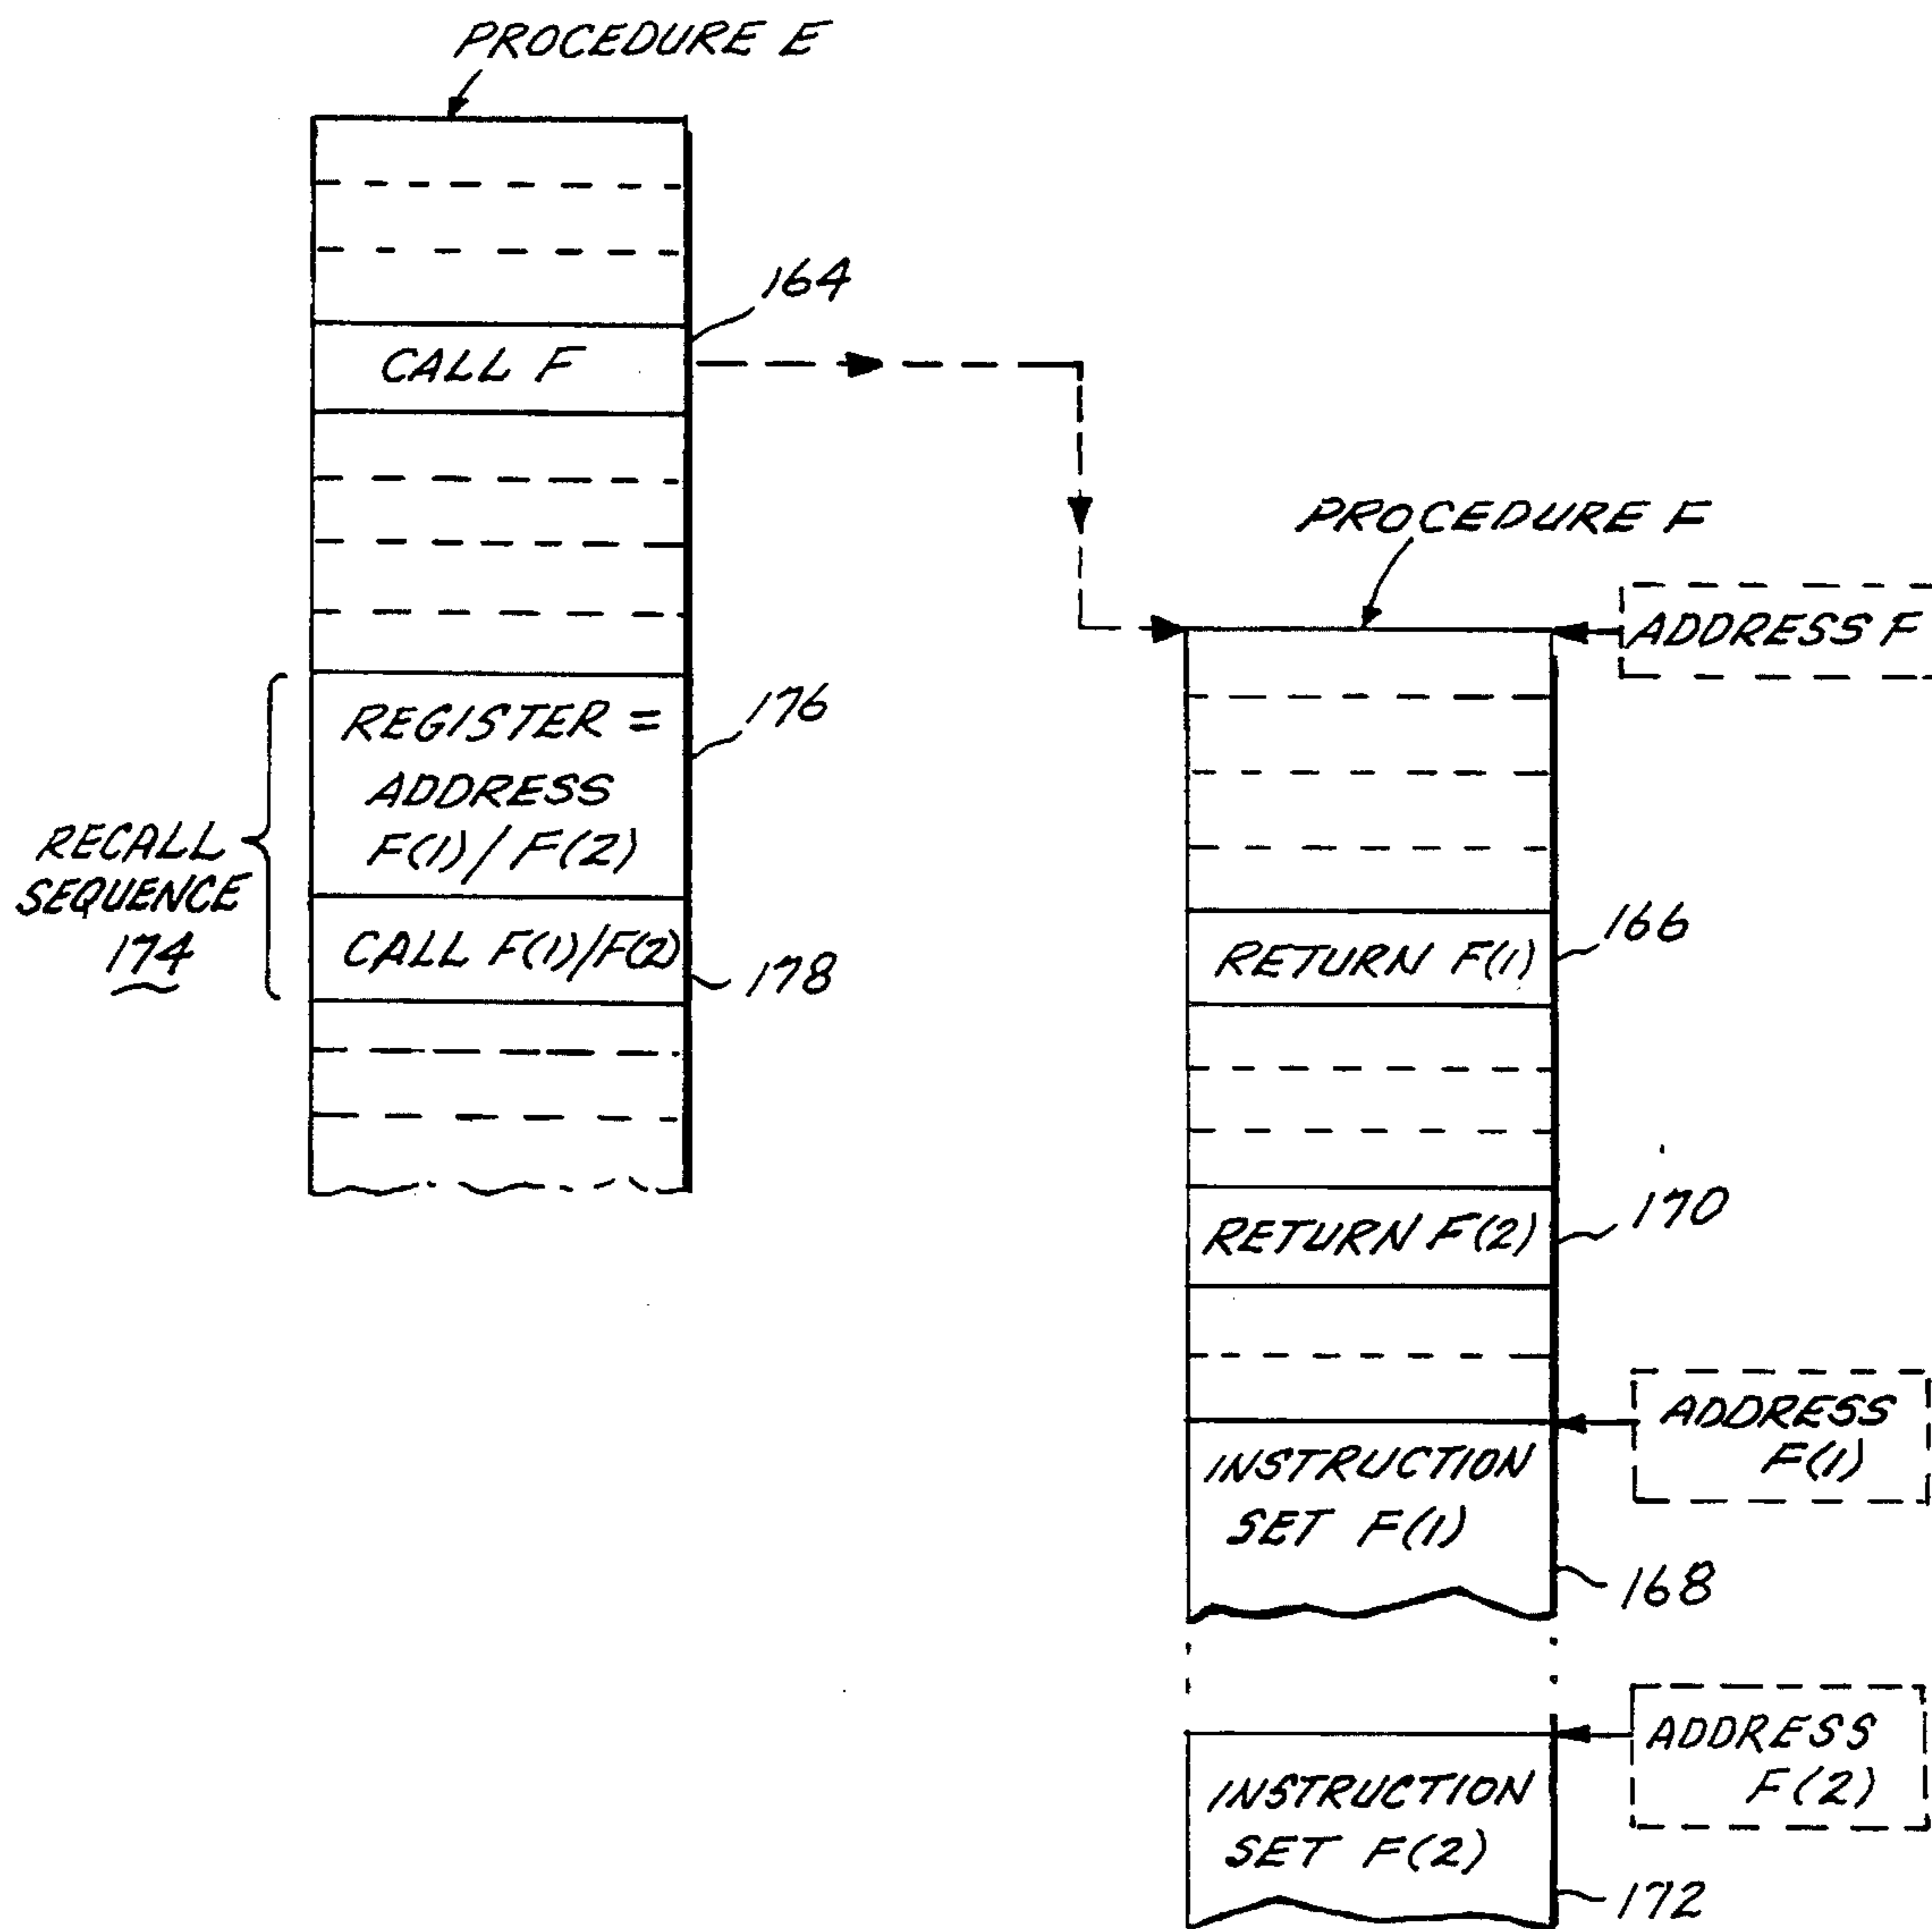 PROCEDURE E
164
CALL F
PROCEDURE F
ADDRESS F
REGISTER =
ADDRESS
F(1)/F(2)
176
RECALL
SEQUENCE
174
CALL F(1)/F(2)
178
RETURN F(1)
166
RETURN F(2)
170
ADDRESS
F(1)
INSTRUCTION
SET F(1)
168
ADDRESS
F(2)
INSTRUCTION
SET F(2)
172